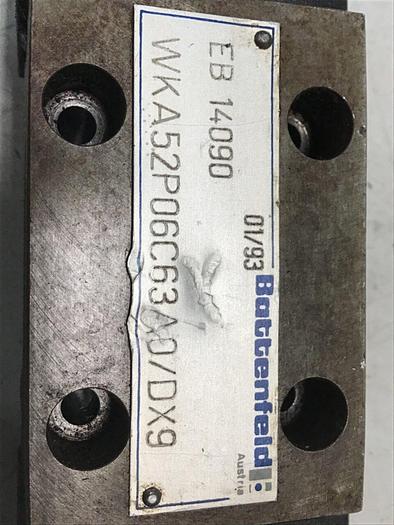 Battenfeld
Austria
01/93
EB 14090
WKA52P06C63A0/DX9